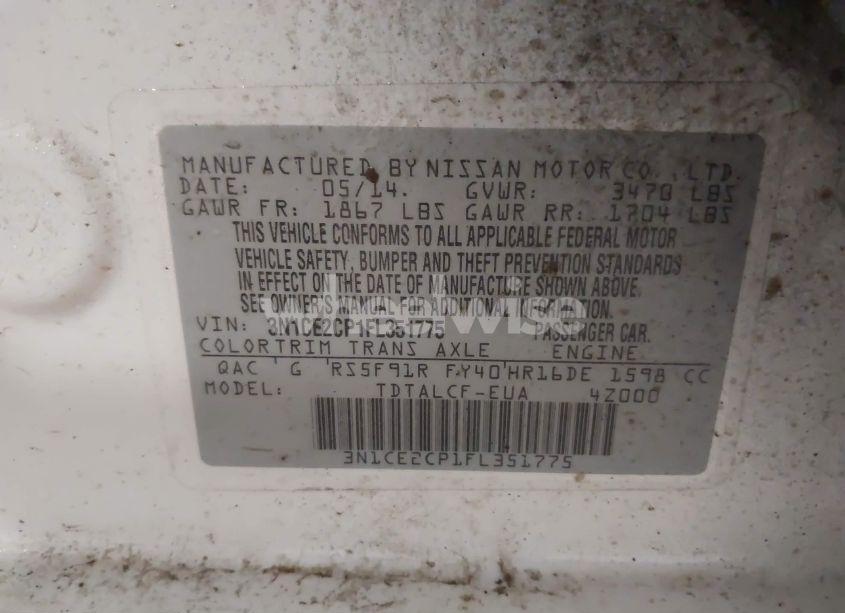 MANUFACTURED BY NISSAN MOTOR CO., LTD.
DATE: 05/14. GVWR: 3470 LBS
GAWR FR: 1867 LBS GAWR RR: 1704 LBS
THIS VEHICLE CONFORMS TO ALL APPLICABLE FEDERAL MOTOR
VEHICLE SAFETY, BUMPER AND THEFT PREVENTION STANDARDS
IN EFFECT ON THE DATE OF MANUFACTURE SHOWN ABOVE.
SEE OWNER'S MANUAL FOR ADDITIONAL INFORMATION.
VIN: 3N1CE2CP1FL351775 PASSENGER CAR.
COLORTRIM TRANS AXLE ENGINE
QAC ' G ' RS5F91R FY40'HR16DE 1598 CC
MODEL: TDTALCF-EUA 4Z000
3N1CE2CP1FL351775